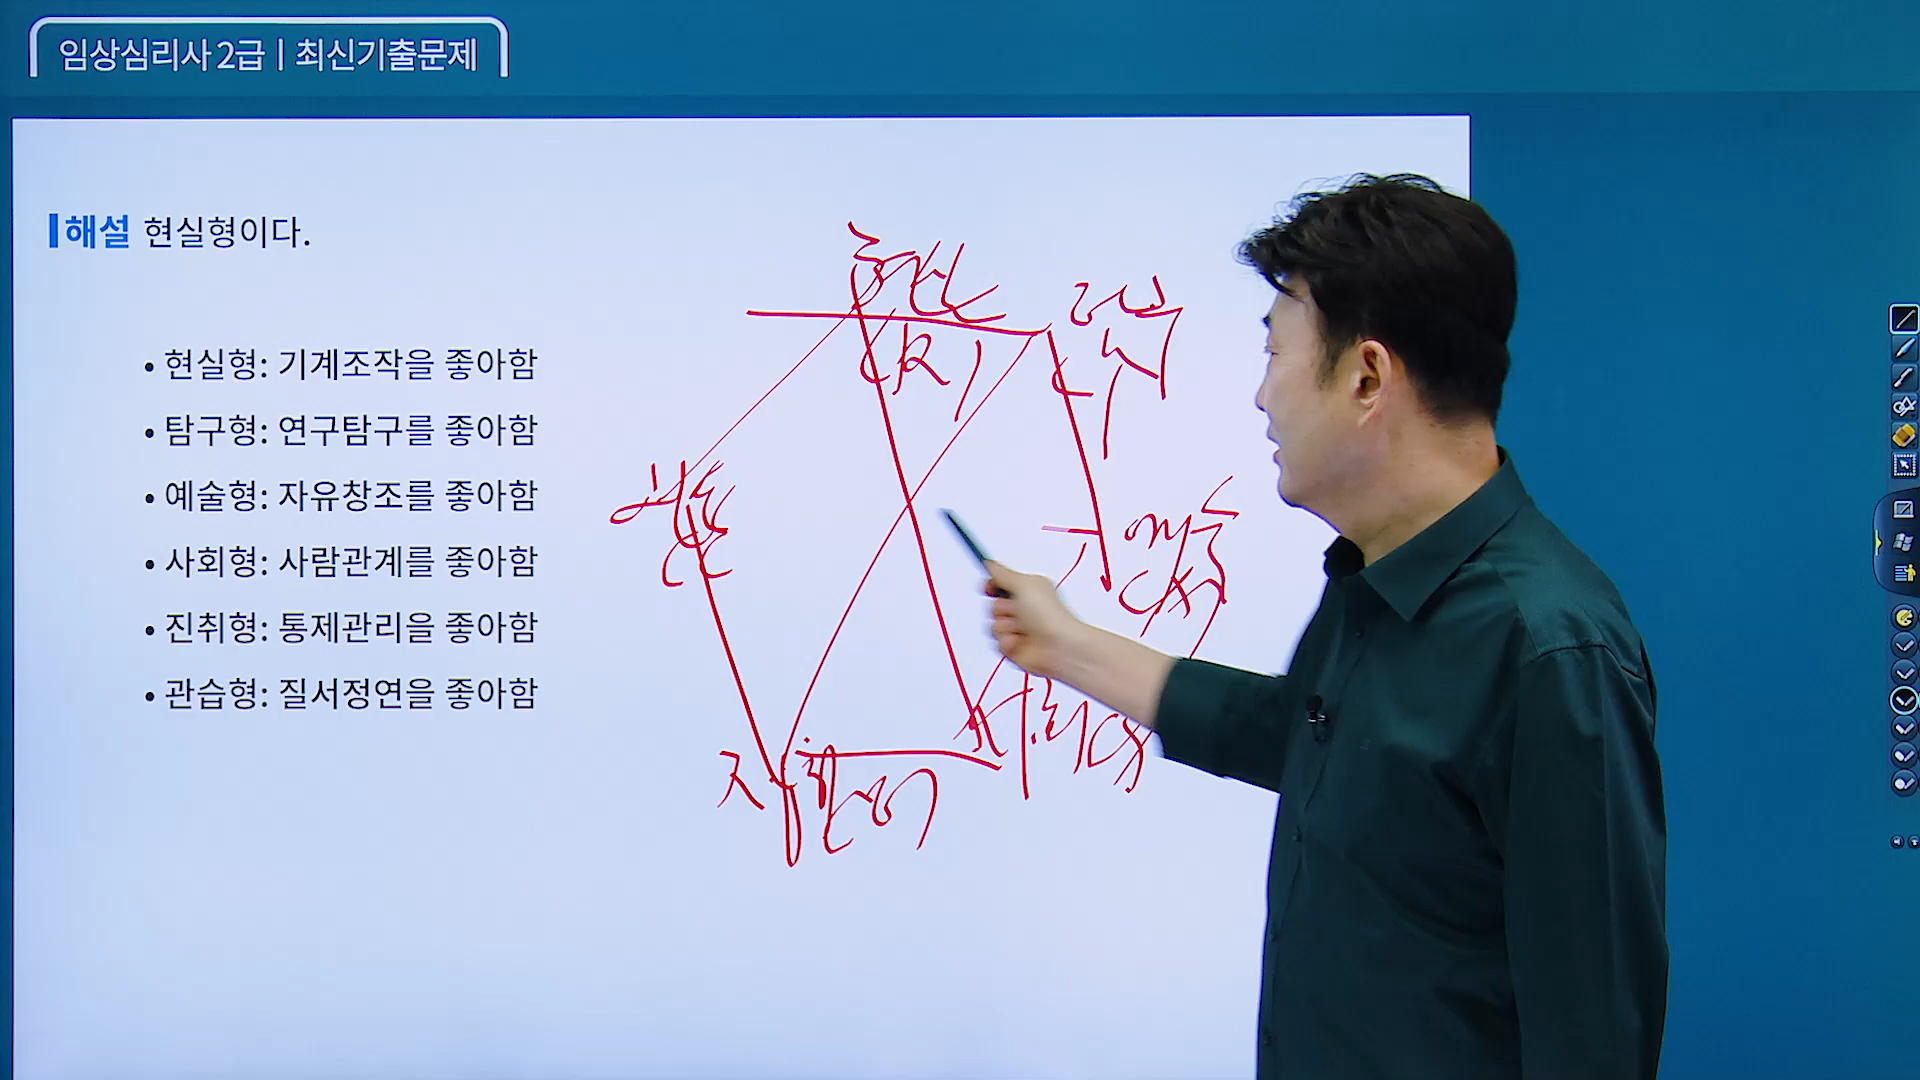 임상심리사 2급 | 최신기출문제
해설 현실형이다.
• 현실형: 기계조작을 좋아함
• 탐구형: 연구탐구를 좋아함
• 예술형: 자유창조를 좋아함
• 사회형: 사람관계를 좋아함
• 진취형: 통제관리을 좋아함
• 관습형: 질서정연을 좋아함
(R)